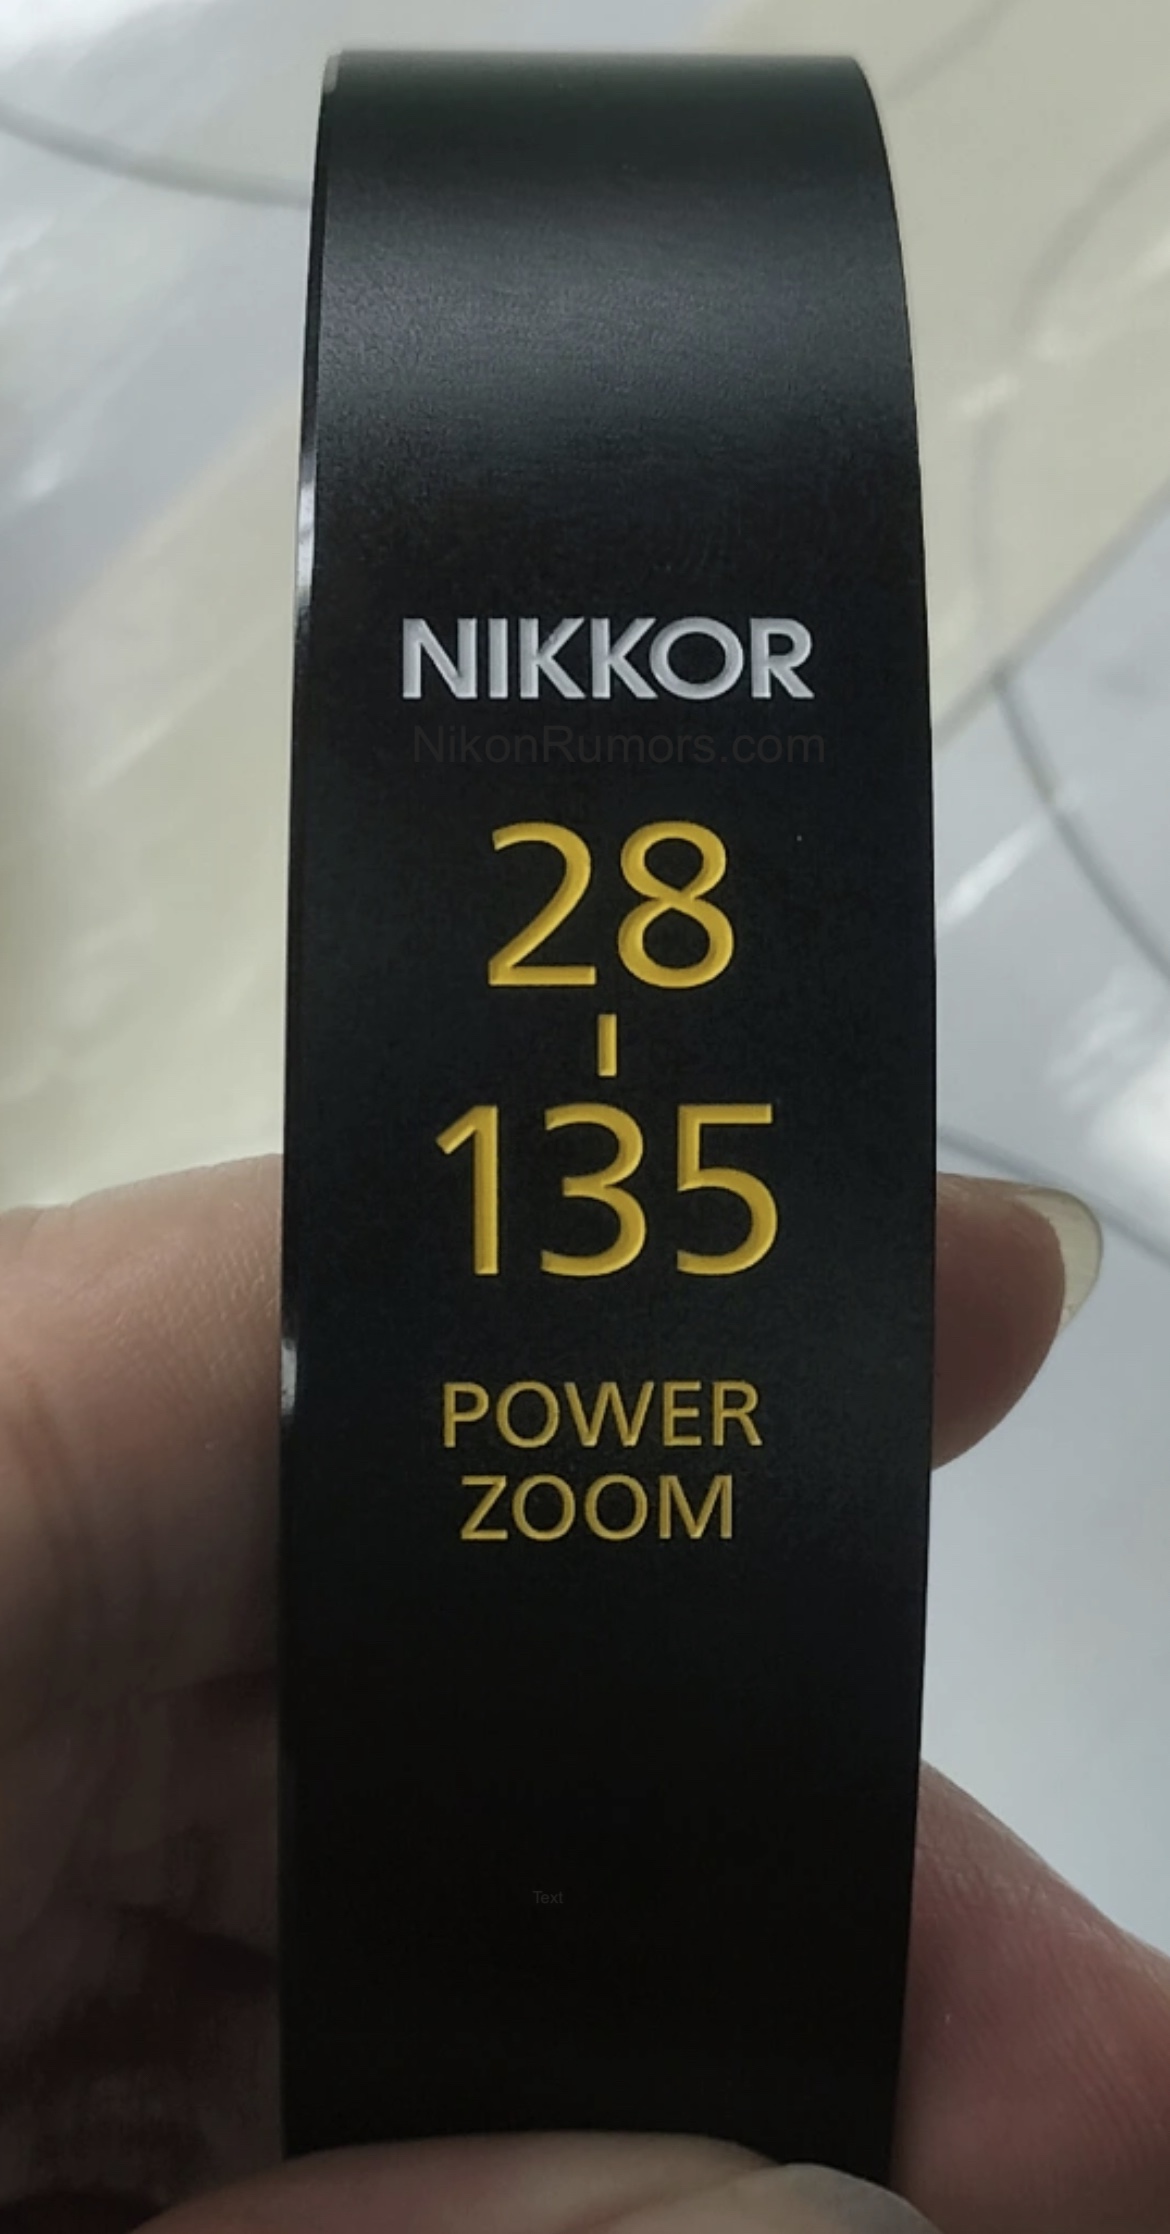 NIKKOR
NikonRumors.com
28
-
135
POWER
ZOOM
Text